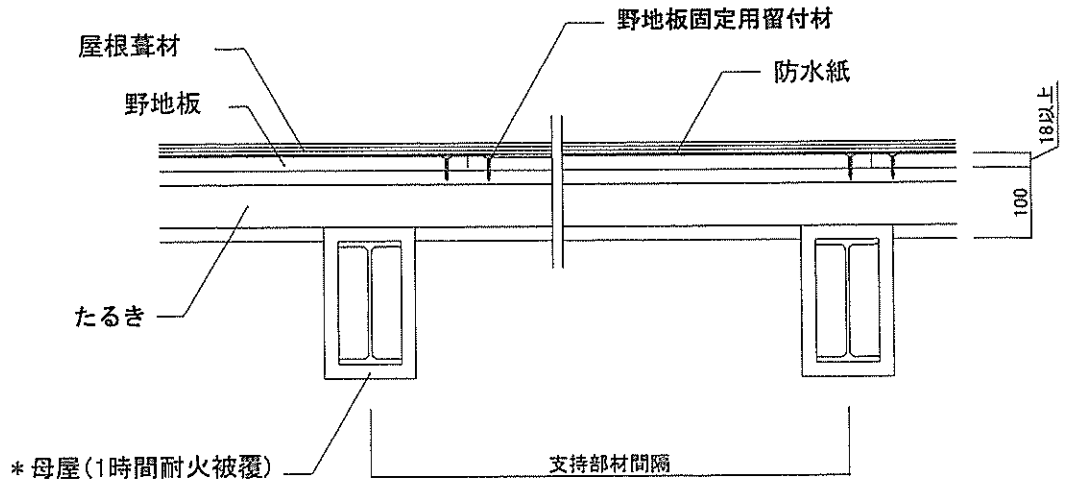 野地板固定用留付材
屋根葺材
防水紙
野地板
18以上
100
たるき
*母屋(1時間耐火被覆)
支持部材間隔